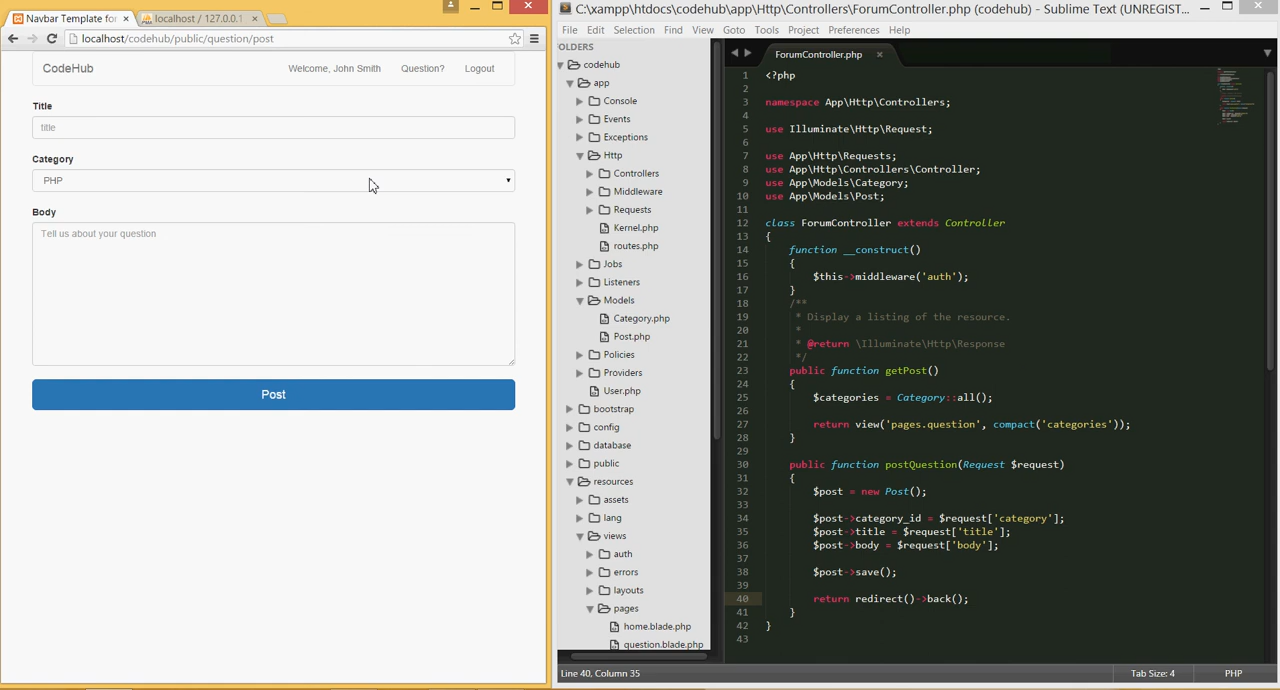 Navbar Template for
localhost / 127.0.0.1
localhost/codehub/public/question/post
CodeHub
Welcome, John Smith
Question?
Logout
Title
title
Category
PHP
Body
Tell us about your question
Post
C:\xampp\htdocs\codehub\app\Http\Controllers\ForumController.php (codehub) - Sublime Text (UNREGIST...
File Edit Selection Find View Goto Tools Project Preferences Help
OLDERS
codehub
app
Console
Events
Exceptions
Http
Controllers
Middleware
Requests
Kernel.php
routes.php
Jobs
Listeners
Models
Category.php
Post.php
Policies
Providers
User.php
bootstrap
config
database
public
resources
assets
lang
views
auth
errors
layouts
pages
home.blade.php
question.blade.php
ForumController.php
1 <?php
2
3 namespace App\Http\Controllers;
4
5 use Illuminate\Http\Request;
6
7 use App\Http\Requests;
8 use App\Http\Controllers\Controller;
9 use App\Models\Category;
10 use App\Models\Post;
11
12 class ForumController extends Controller
13 {
14 function __construct()
15 {
16 $this->middleware('auth');
17 }
18 /**
19 * Display a listing of the resource.
20 *
21 * @return \Illuminate\Http\Response
22 */
23 public function getPost()
24 {
25 $categories = Category::all();
26
27 return view('pages.question', compact('categories'));
28 }
29
30 public function postQuestion(Request $request)
31 {
32 $post = new Post();
33
34 $post->category_id = $request['category'];
35 $post->title = $request['title'];
36 $post->body = $request['body'];
37
38 $post->save();
39
40 return redirect()->back();
41 }
42 }
43
Line 40, Column 35
Tab Size: 4
PHP